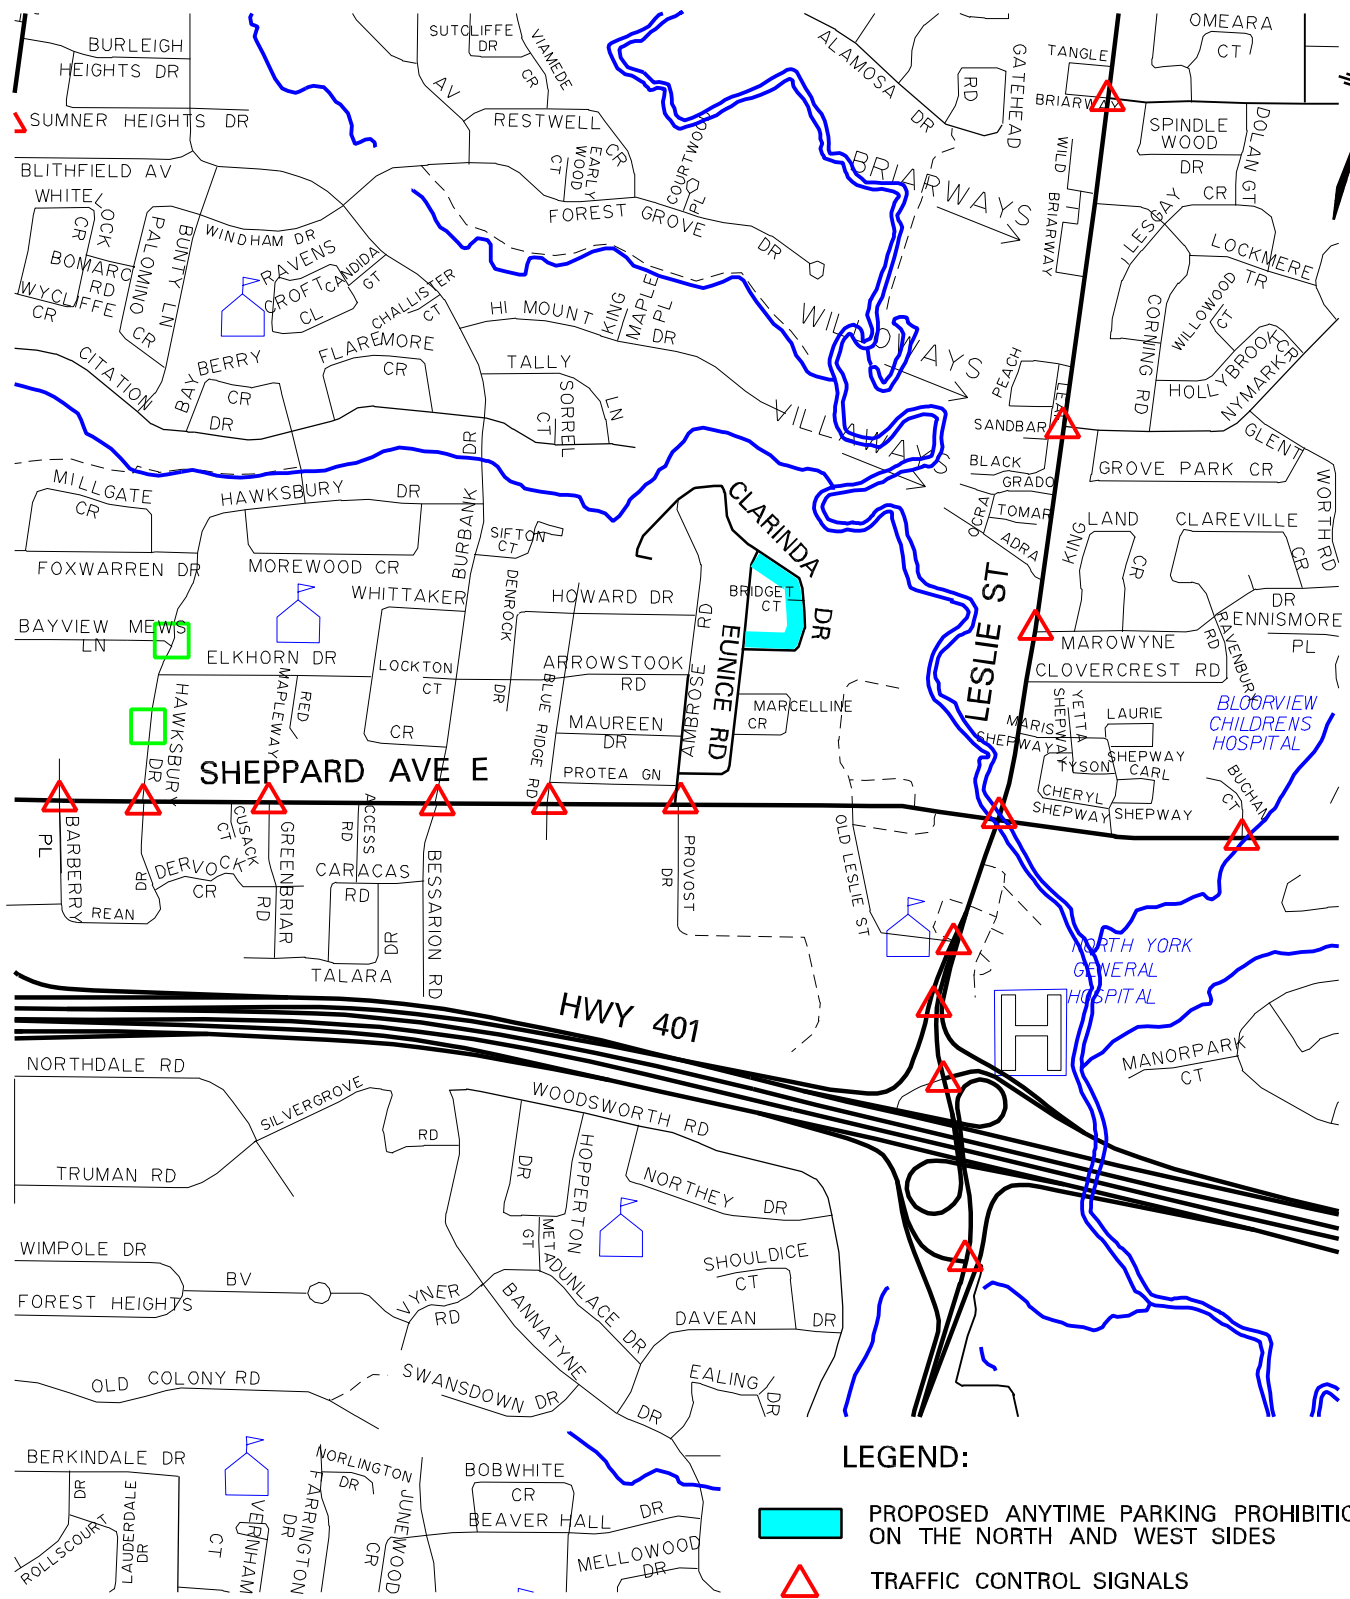 BURLEIGH
HEIGHTS DR
SUMNER HEIGHTS DR
BLITHFIELD AV
WHITE
LOCK
CR
BOMARC
RD
WYCLIFFE
CR
PALOMINO
CR
BUNTY LN
WINDHAM DR
RAVENS
CROFT
CL
CANDIDA
GT
CHALLISTER
CT
FLAREMORE
CR
BAYBERRY
CR
CITATION
DR
SUTCLIFFE
DR
VIAMEDE
CR
AV
RESTWELL
CR
EARLY
WOOD
CT
COURTWOOD
PL
FOREST GROVE
DR
HI MOUNT
DR
KING
MAPLE
PL
TALLY
LN
SORREL
CT
ALAMOSA DR
GATEHEAD
RD
BRIARWAYS
WILLOWAYS
VILLAWAYS
TANGLE
BRIARWAY
WILD
BRIARWAY
OMEARA
CT
SPINDLE
WOOD
DR
DOLAN GT
LESGAY
CR
LOCKMERE
TR
WILLOWOOD
CT
CORNING RD
HOLLYBROOK
CR
NYMARK
GLENT
WORTH RD
PEACH
LEAF
SANDBAR
BLACK
GRADO
OCRA
TOMAR
ADRA
GROVE PARK CR
KING
LAND
CR
CLAREVILLE
CR
MILLGATE
CR
HAWKSBURY DR
FOXWARREN DR
MOREWOOD CR
BURBANK
DR
SIFTON
CT
DENROCK
DR
WHITTAKER
CR
HOWARD DR
CLARINDA
DR
BRIDGET
CT
EUNICE RD
AMBROSE RD
BAYVIEW MEWS
LN
ELKHORN DR
LOCKTON
CT
ARROWSTOOK
RD
RED
MAPLEWAY
HAWKSBURY
DR
BLUE RIDGE RD
MAUREEN
DR
PROTEA GN
MARCELLINE
CR
LESLIE ST
MAROWYNE
DR
RAVENBURY
RD
ENNISMORE
PL
CLOVERCREST RD
MARIS
SHEPWAY
YETTA
SHEPWAY
LAURIE
SHEPWAY
TYSON
CARL
SHEPWAY
CHERYL
SHEPWAY
BLOORVIEW
CHILDRENS
HOSPITAL
BUCHAN
CT
SHEPPARD AVE E
BARBERRY
PL
REAN
DR
DERVOCK
CR
CUSACK
CT
GREENBRIAR
RD
ACCESS
RD
CARACAS
RD
TALARA
DR
BESSARION RD
PROVOST
DR
OLD LESLIE ST
NORTH YORK
GENERAL
HOSPITAL
H
MANORPARK
CT
HWY 401
NORTHDALE RD
SILVERGROVE
RD
TRUMAN RD
WOODSWORTH RD
HOPPERTON
DR
NORTHEY DR
META
GT
DUNLACE DR
SHOULDICE
CT
DAVEAN
DR
WIMPOLE DR
FOREST HEIGHTS
BV
VYNER
RD
BANNATYNE
DR
SWANSDOWN DR
EALING
DR
OLD COLONY RD
BERKINDALE DR
DR
ROLLSCOURT
LAUDERDALE
DR
CT
VERNHAM
FARRINGTON
DR
NORLINGTON
DR
JUNEWOOD
CR
BOBWHITE
CR
BEAVER HALL
DR
MELLOWOOD
DR
LEGEND:
PROPOSED ANYTIME PARKING PROHIBITIO
ON THE NORTH AND WEST SIDES
TRAFFIC CONTROL SIGNALS